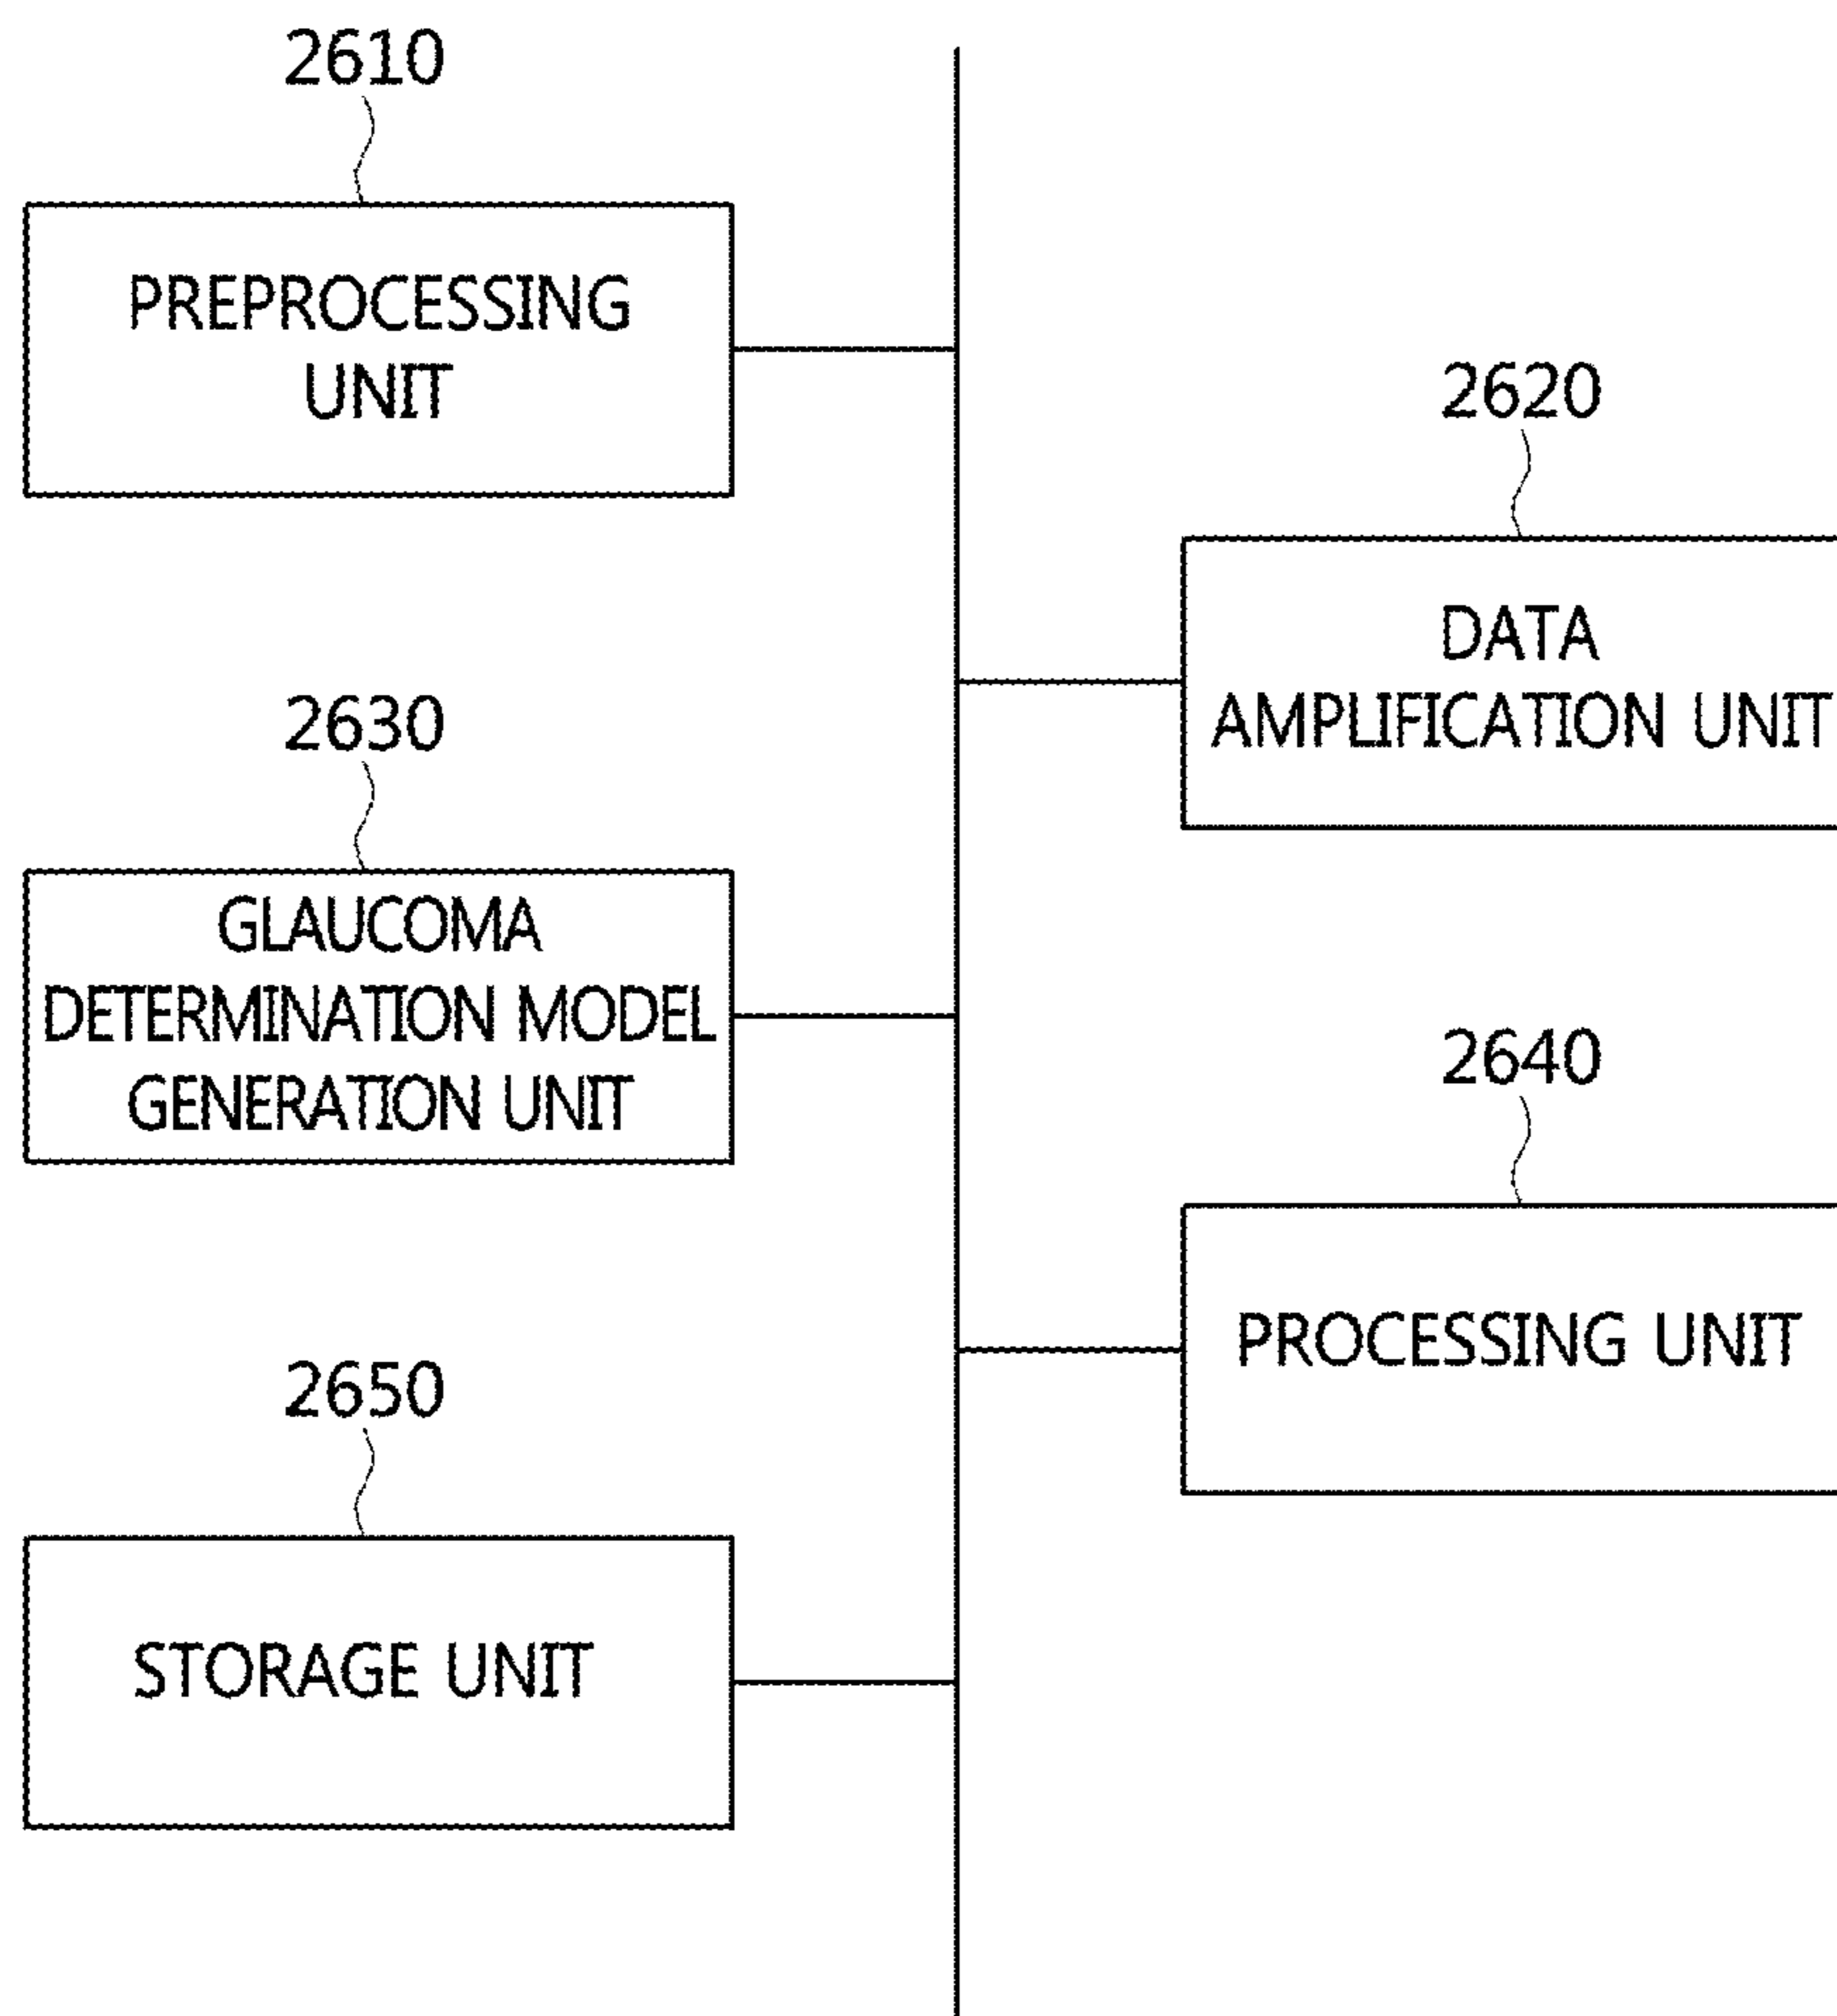 2610
PREPROCESSING
UNIT
2620
DATA
AMPLIFICATION UNIT
2630
GLAUCOMA
DETERMINATION MODEL
GENERATION UNIT
2640
PROCESSING UNIT
2650
STORAGE UNIT